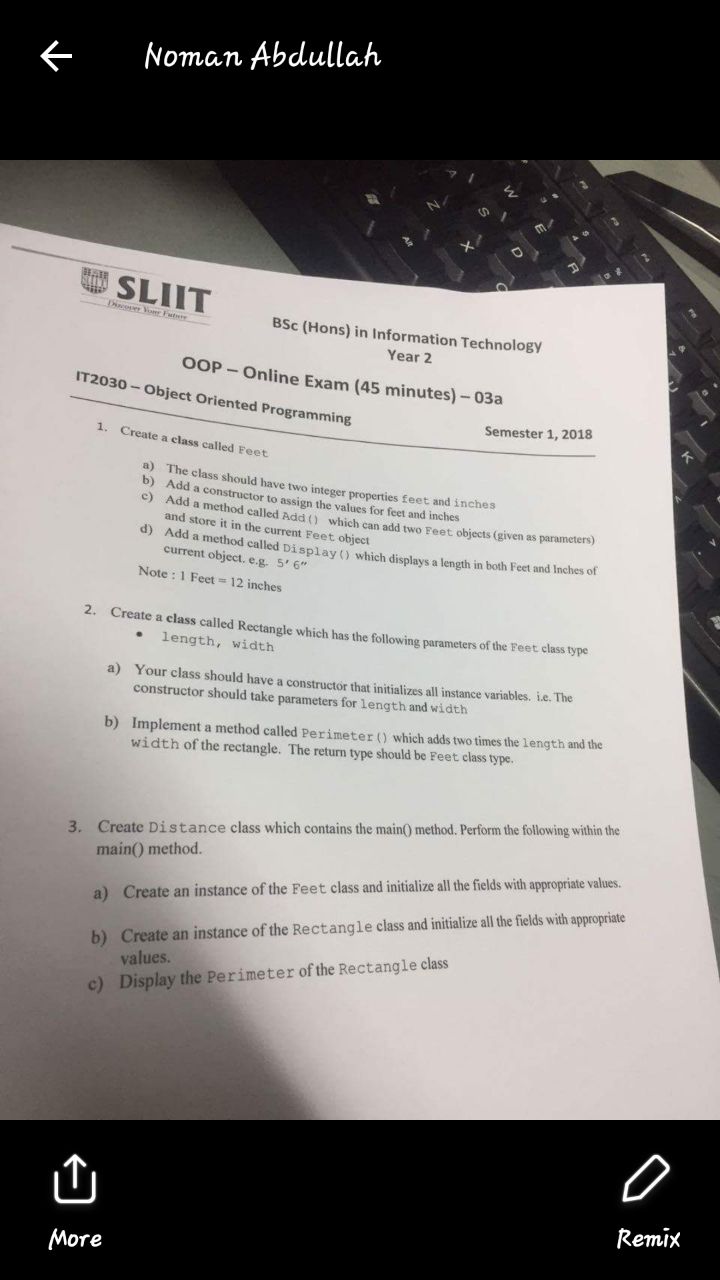 Noman Abdullah
SLIIT
Discover Your Future
BSc (Hons) in Information Technology
Year 2
OOP – Online Exam (45 minutes) – 03a
IT2030 – Object Oriented Programming
Semester 1, 2018
1. Create a class called Feet
a) The class should have two integer properties feet and inches
b) Add a constructor to assign the values for feet and inches
c) Add a method called Add() which can add two Feet objects (given as parameters)
and store it in the current Feet object
d) Add a method called Display() which displays a length in both Feet and Inches of
current object. e.g. 5' 6"
Note : 1 Feet = 12 inches
2. Create a class called Rectangle which has the following parameters of the Feet class type
• length, width
a) Your class should have a constructor that initializes all instance variables. i.e. The
constructor should take parameters for length and width
b) Implement a method called Perimeter() which adds two times the length and the
width of the rectangle. The return type should be Feet class type.
3. Create Distance class which contains the main() method. Perform the following within the
main() method.
a) Create an instance of the Feet class and initialize all the fields with appropriate values.
b) Create an instance of the Rectangle class and initialize all the fields with appropriate
values.
c) Display the Perimeter of the Rectangle class
More
Remix